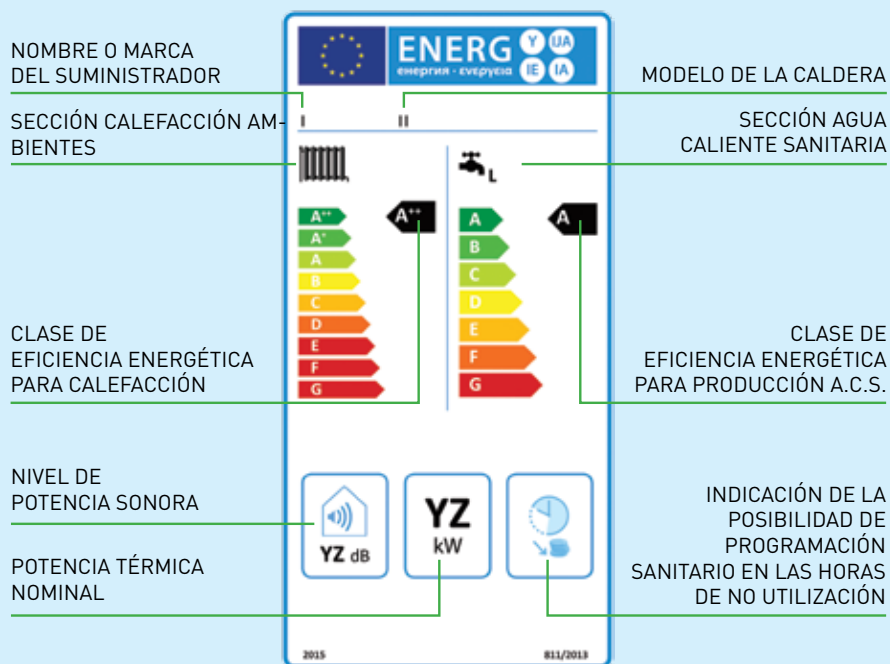 NOMBRE O MARCA
DEL SUMINISTRADOR
SECCIÓN CALEFACCIÓN AM-
BIENTES
CLASE DE
EFICIENCIA ENERGÉTICA
PARA CALEFACCIÓN
NIVEL DE
POTENCIA SONORA
POTENCIA TÉRMICA
NOMINAL
ENERG
енергия · ενεργεια
Y UA
IE IA
I II
L
A++
A+
A
B
C
D
E
F
G
A++
A
B
C
D
E
F
G
A
YZ dB
YZ
kW
2015
811/2013
MODELO DE LA CALDERA
SECCIÓN AGUA
CALIENTE SANITARIA
CLASE DE
EFICIENCIA ENERGÉTICA
PARA PRODUCCIÓN A.C.S.
INDICACIÓN DE LA
POSIBILIDAD DE
PROGRAMACIÓN
SANITARIO EN LAS HORAS
DE NO UTILIZACIÓN